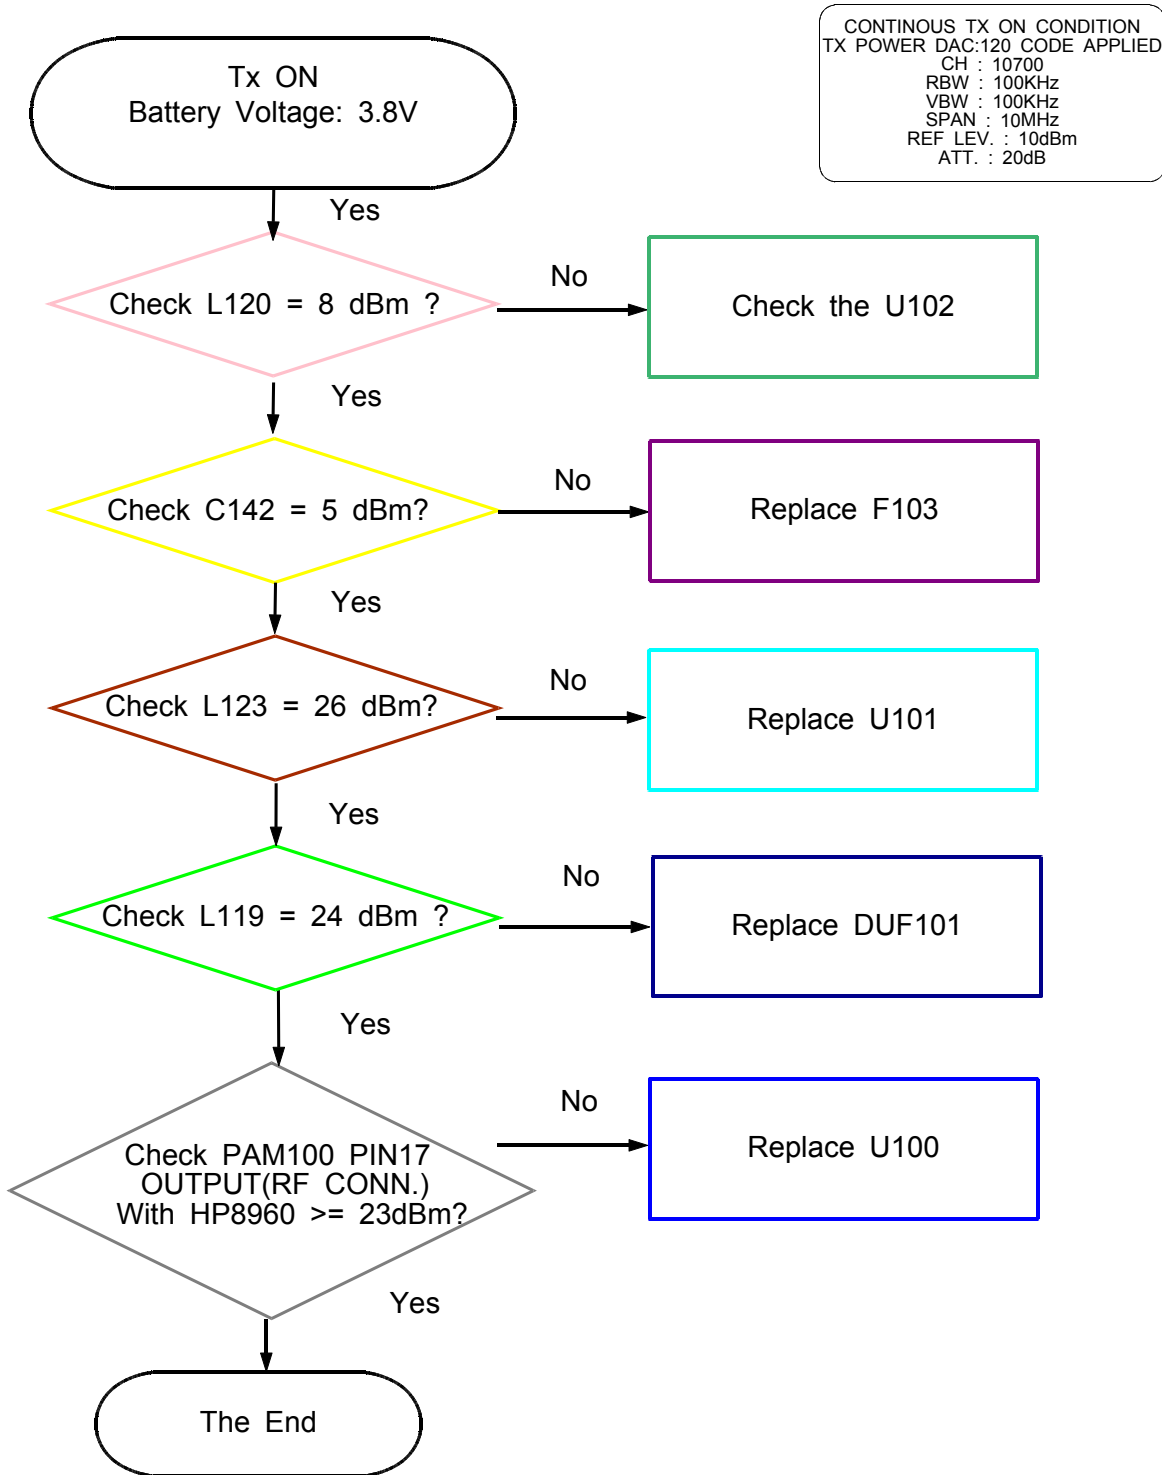 CONTINOUS TX ON CONDITION
TX POWER DAC:120 CODE APPLIED
CH : 10700
RBW : 100KHz
VBW : 100KHz
SPAN : 10MHz
REF LEV. : 10dBm
ATT. : 20dB
Tx ON
Battery Voltage: 3.8V
Yes
Check L120 = 8 dBm ?
No
Check the U102
Yes
Check C142 = 5 dBm?
No
Replace F103
Yes
Check L123 = 26 dBm?
No
Replace U101
Yes
Check L119 = 24 dBm ?
No
Replace DUF101
Yes
Check PAM100 PIN17
OUTPUT(RF CONN.)
With HP8960 >= 23dBm?
No
Replace U100
Yes
The End